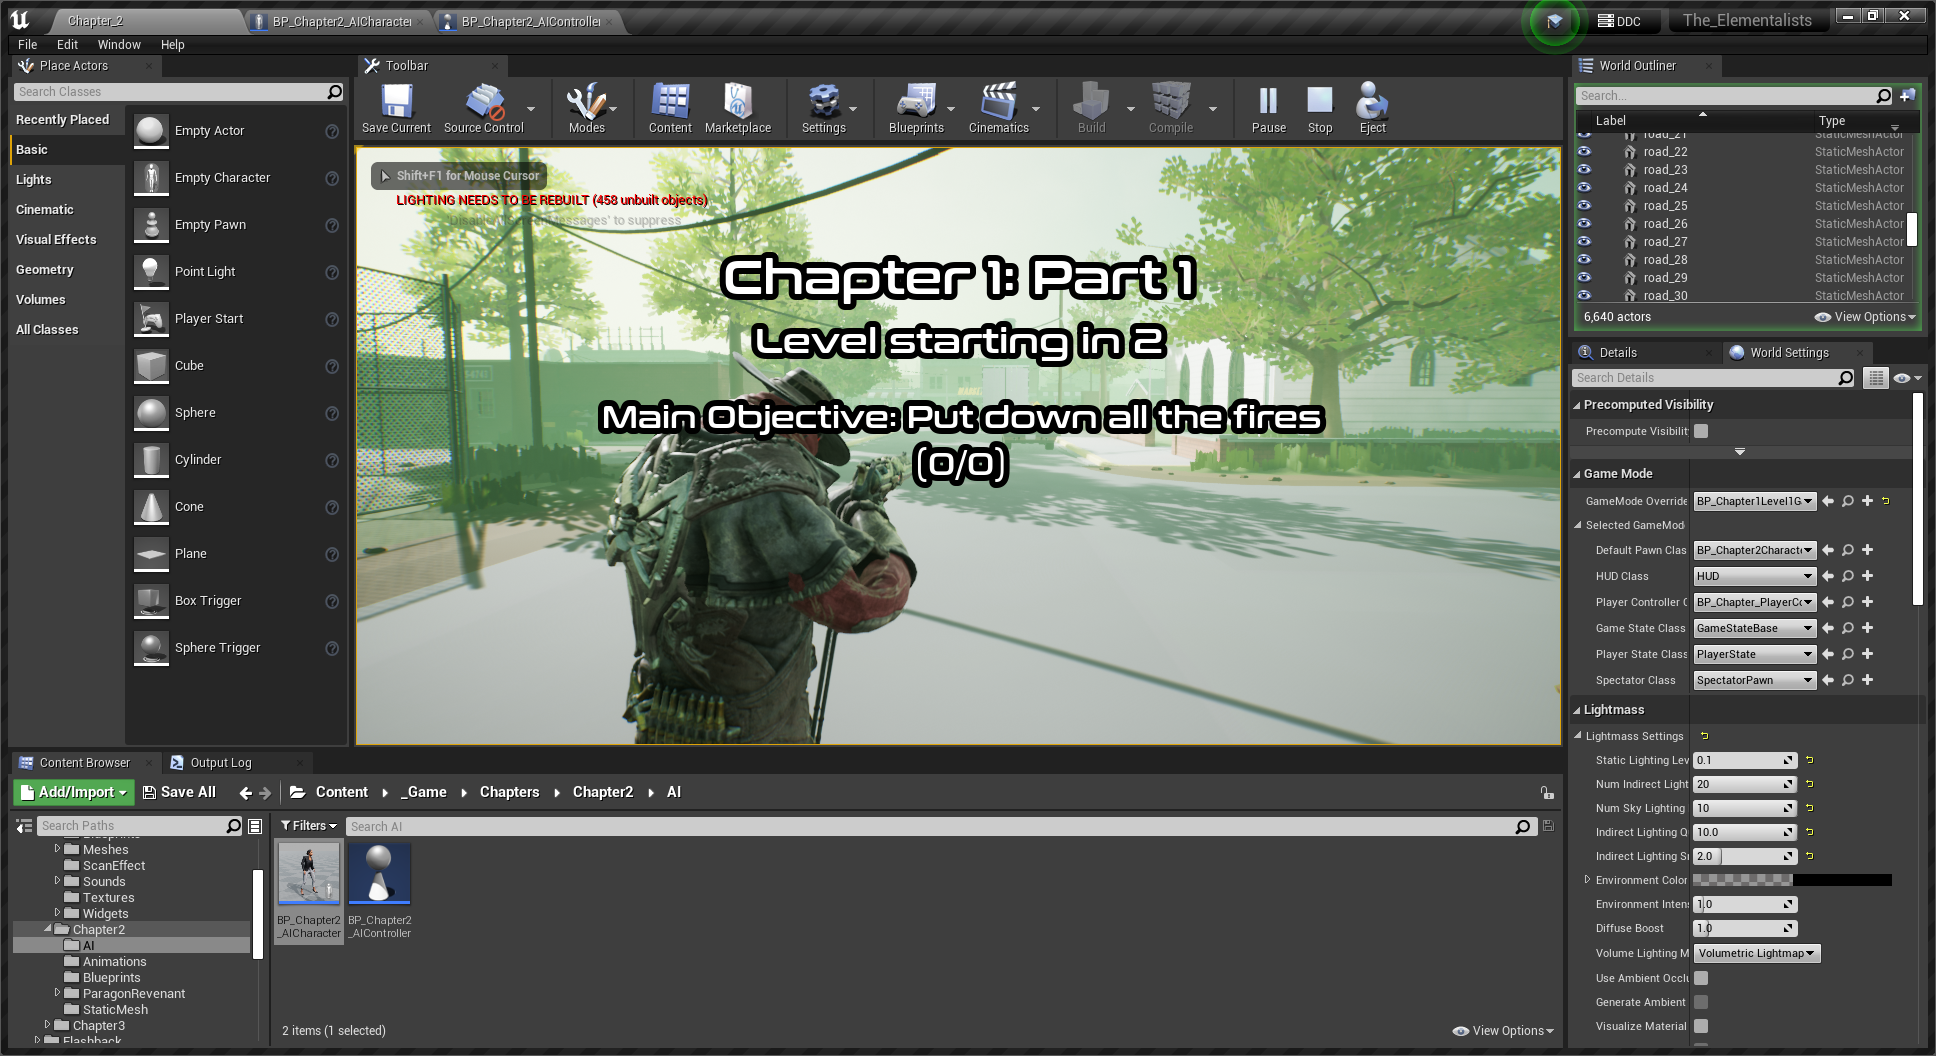 Chapter_2
BP_Chapter2_AICharacter
BP_Chapter2_AIController
DDC
The_Elementalists
File Edit Window Help
Place Actors
Search Classes
Recently Placed
Basic
Lights
Cinematic
Visual Effects
Geometry
Volumes
All Classes
Empty Actor
Empty Character
Empty Pawn
Point Light
Player Start
Cube
Sphere
Cylinder
Cone
Plane
Box Trigger
Sphere Trigger
Toolbar
Save Current
Source Control
Modes
Content
Marketplace
Settings
Blueprints
Cinematics
Build
Compile
Pause
Stop
Eject
Shift+F1 for Mouse Cursor
LIGHTING NEEDS TO BE REBUILT (458 unbuilt objects)
Messages' to suppress
Chapter 1: Part 1
Level starting in 2
Main Objective: Put down all the fires
(0/0)
World Outliner
Search...
Label Type
road_21 StaticMeshActor
road_22 StaticMeshActor
road_23 StaticMeshActor
road_24 StaticMeshActor
road_25 StaticMeshActor
road_26 StaticMeshActor
road_27 StaticMeshActor
road_28 StaticMeshActor
road_29 StaticMeshActor
road_30 StaticMeshActor
6,640 actors View Options
Details
World Settings
Search Details
Precomputed Visibility
Precompute Visibilit
Game Mode
GameMode Override BP_Chapter1Level1G
Selected GameMod
Default Pawn Clas BP_Chapter2Charact
HUD Class HUD
Player Controller C BP_Chapter_PlayerCo
Game State Class GameStateBase
Player State Class PlayerState
Spectator Class SpectatorPawn
Lightmass
Lightmass Settings
Static Lighting Lev 0.1
Num Indirect Light 20
Num Sky Lighting 10
Indirect Lighting Q 10.0
Indirect Lighting S 2.0
Environment Color
Environment Inten 1.0
Diffuse Boost 1.0
Volume Lighting M Volumetric Lightmap
Use Ambient Occlu
Generate Ambient
Visualize Material
Content Browser
Output Log
Add/Import Save All Content _Game Chapters Chapter2 AI
Search Paths
Filters
Search AI
Blueprints
Meshes
ScanEffect
Sounds
Textures
Widgets
Chapter2
AI
Animations
Blueprints
ParagonRevenant
StaticMesh
Chapter3
Flashback
BP_Chapter2
_AICharacter
BP_Chapter2
_AIController
2 items (1 selected)
View Options